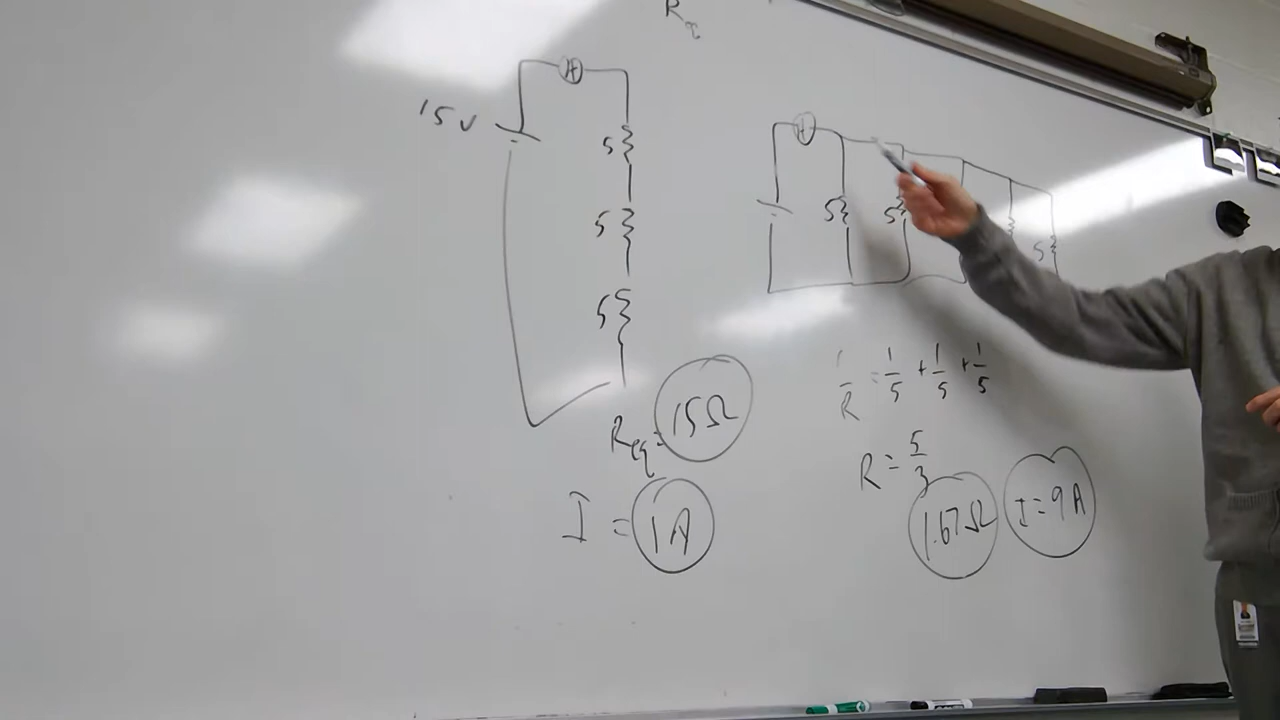 R
15 V
A
5
5
5
Req = 15Ω
I = 1A
A
5 5 5
1/R = 1/5 + 1/5 + 1/5
R = 5/3
1.67Ω I = 9A